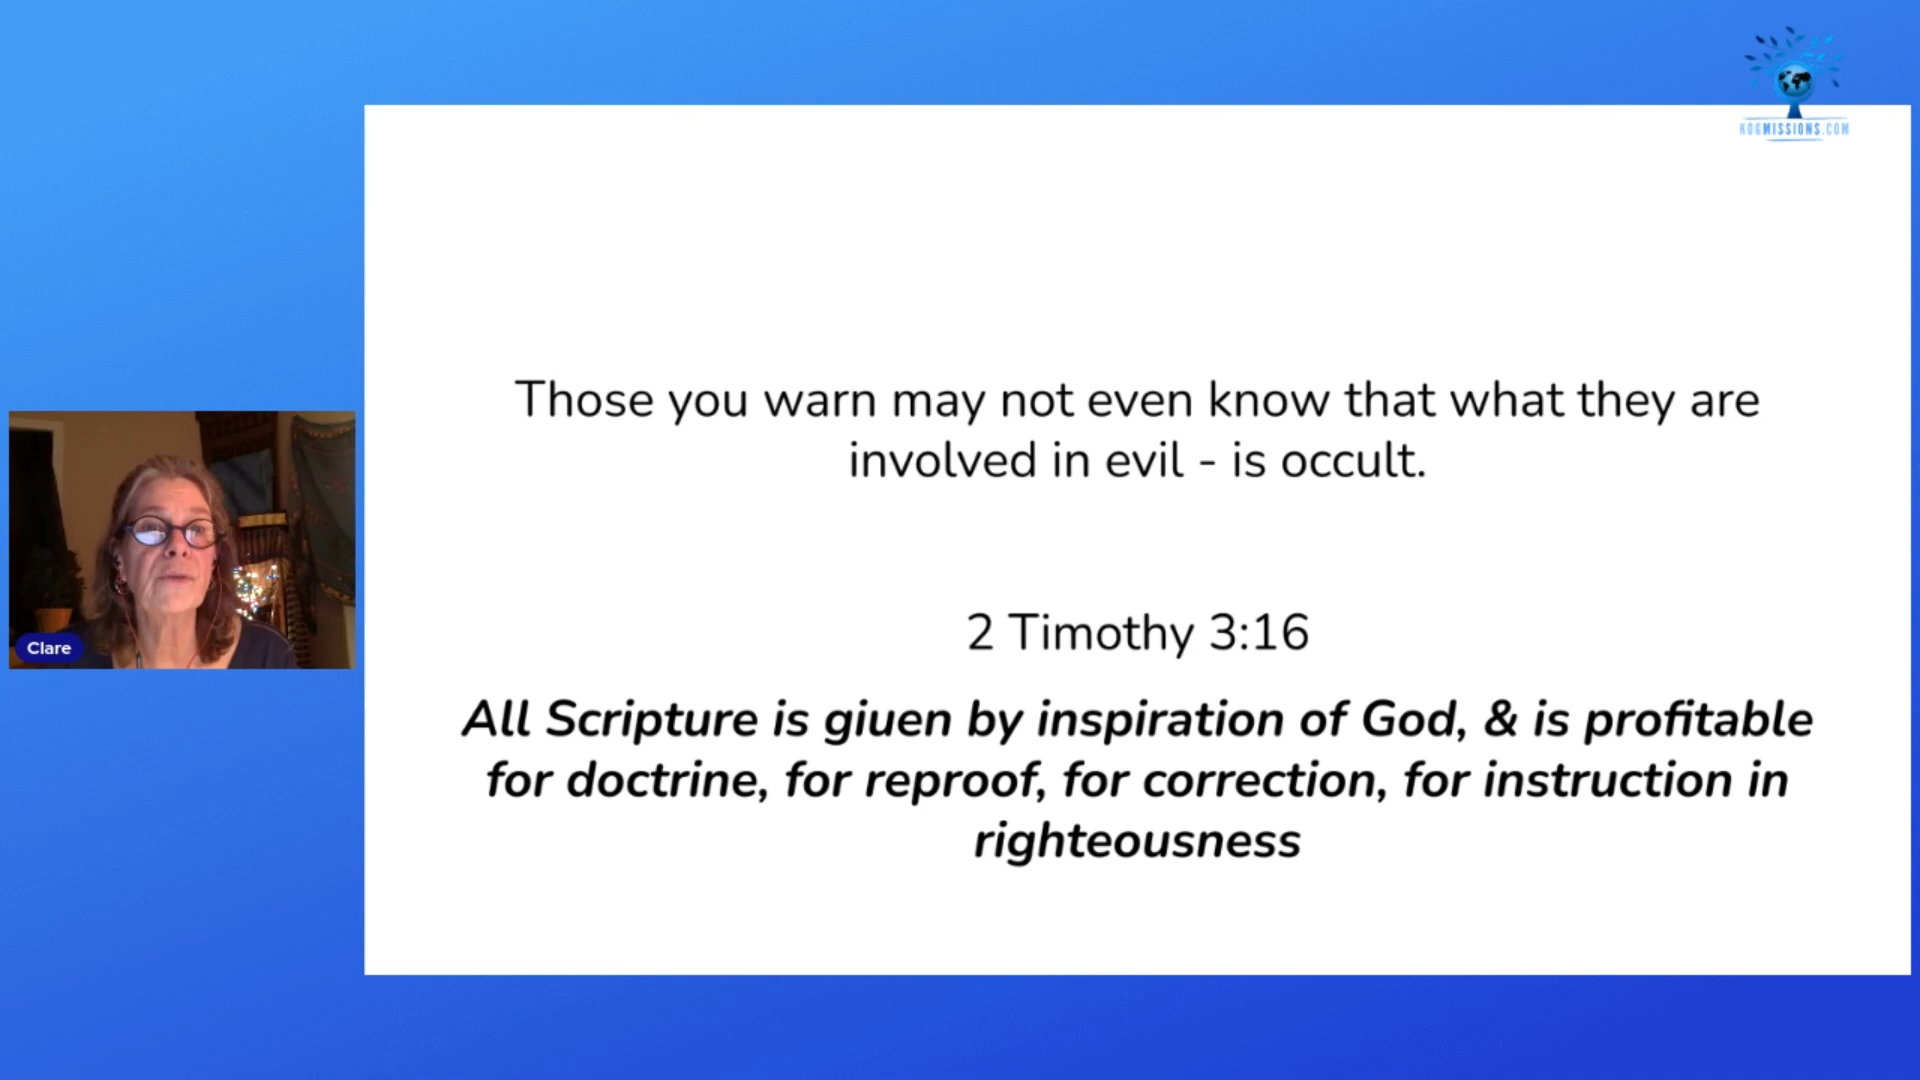 KOGMISSIONS.COM
Those you warn may not even know that what they are
involved in evil - is occult.
2 Timothy 3:16
All Scripture is giuen by inspiration of God, & is profitable
for doctrine, for reproof, for correction, for instruction in
righteousness
Clare